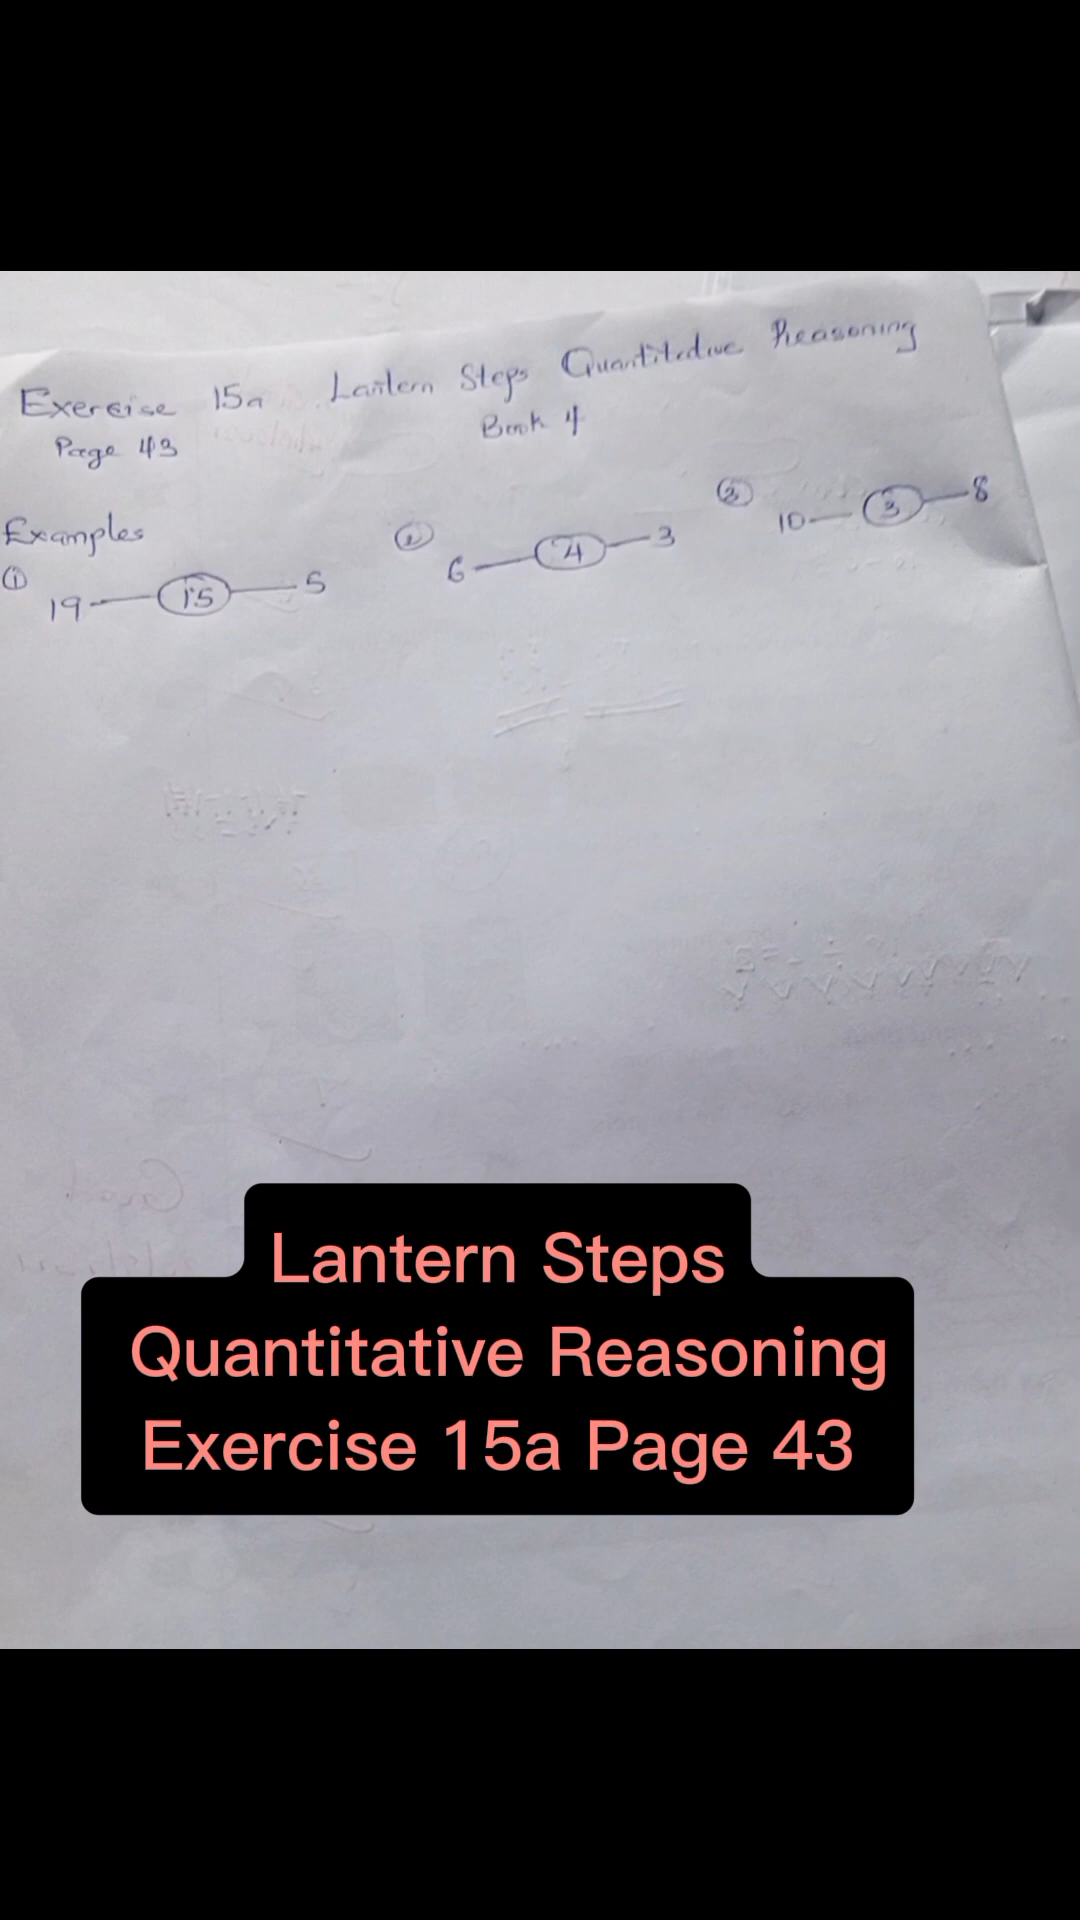 Exercise 15a Lantern Steps Quantitative Reasoning
Page 43 Book 4
Examples
① 19 — 15 — 5
② 6 — 4 — 3
③ 10 — 3 — 8
Lantern Steps
Quantitative Reasoning
Exercise 15a Page 43